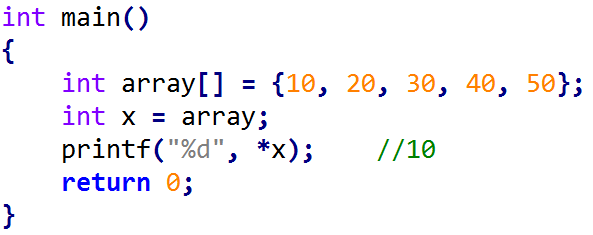 int main()
{
    int array[] = {10, 20, 30, 40, 50};
    int x = array;
    printf("%d", *x);    //10
    return 0;
}